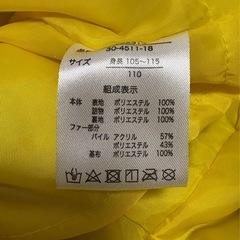 30-4511-18
サイズ 身長 105～115
110
組成表示
本体 表地 ポリエステル 100%
詰物 ポリエステル 100%
裏地 ポリエステル 100%
ファー部分
パイル アクリル 57%
ポリエステル 43%
基布 ポリエステル 100%